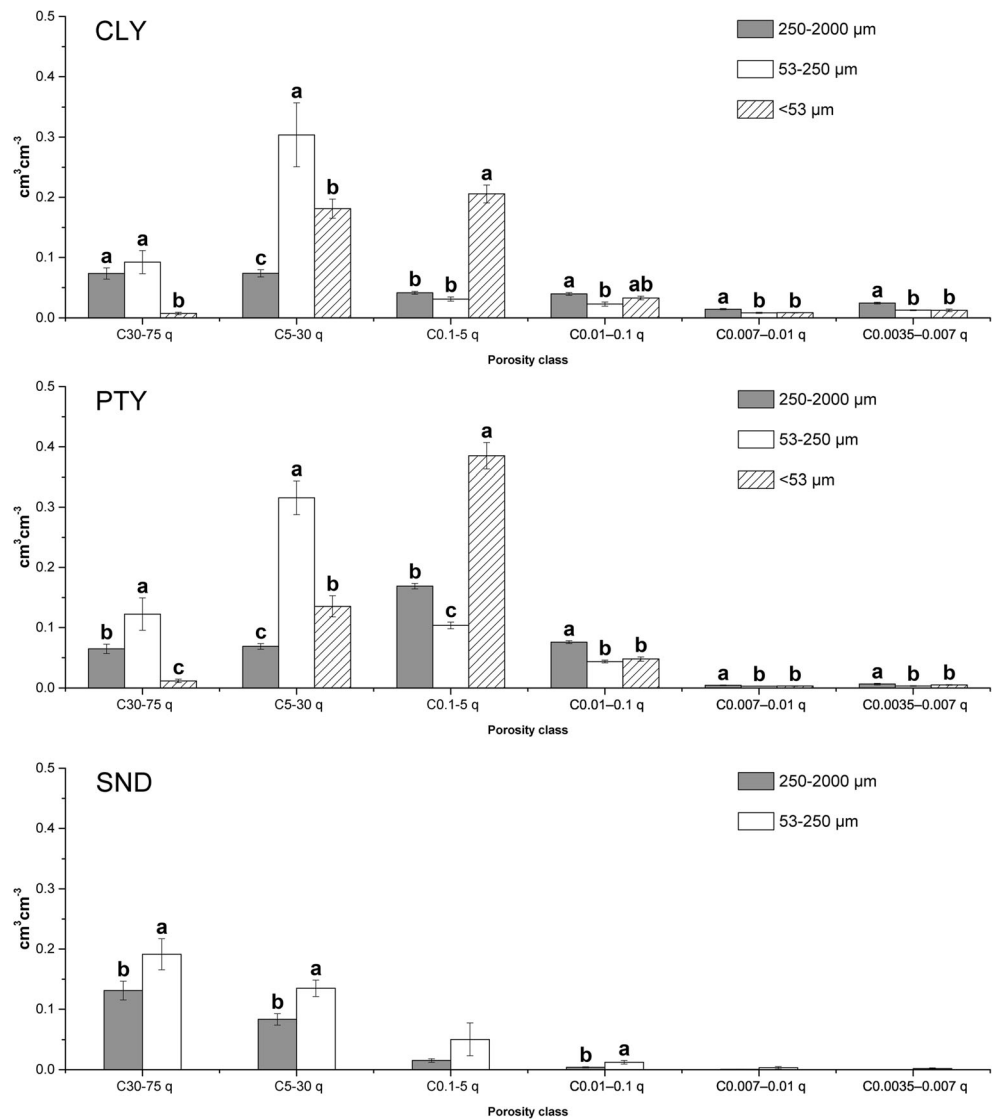 CLY
250-2000 µm
53-250 µm
<53 µm
cm³cm⁻³
0.5
0.4
0.3
0.2
0.1
0.0
a a b
c a b
b b a
a b ab
a b b
a b b
C30-75 q C5-30 q C0.1-5 q C0.01–0.1 q C0.007–0.01 q C0.0035–0.007 q
Porosity class
PTY
250-2000 µm
53-250 µm
<53 µm
cm³cm⁻³
0.5
0.4
0.3
0.2
0.1
0.0
b a c
c a b
b c a
a b b
a b b
a b b
C30-75 q C5-30 q C0.1-5 q C0.01–0.1 q C0.007–0.01 q C0.0035–0.007 q
Porosity class
SND
250-2000 µm
53-250 µm
cm³cm⁻³
0.5
0.4
0.3
0.2
0.1
0.0
b a
b a
b a
C30-75 q C5-30 q C0.1-5 q C0.01–0.1 q C0.007–0.01 q C0.0035–0.007 q
Porosity class